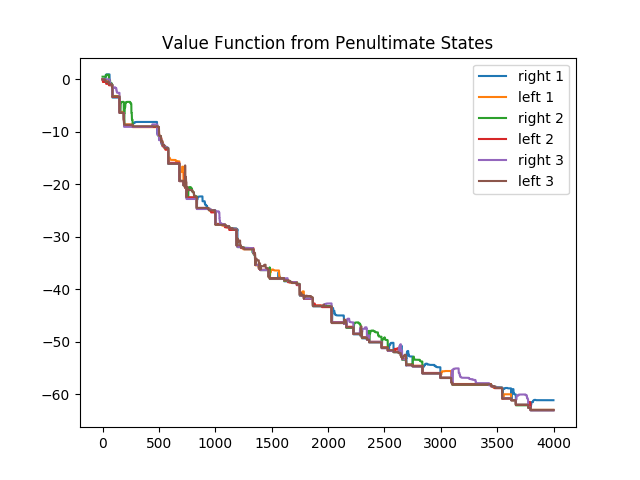 Value Function from Penultimate States
right 1
left 1
right 2
left 2
right 3
left 3
0
−10
−20
−30
−40
−50
−60
0 500 1000 1500 2000 2500 3000 3500 4000